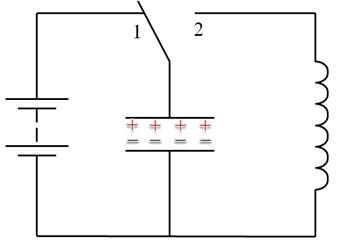 1 2
+ + + +
− − − −